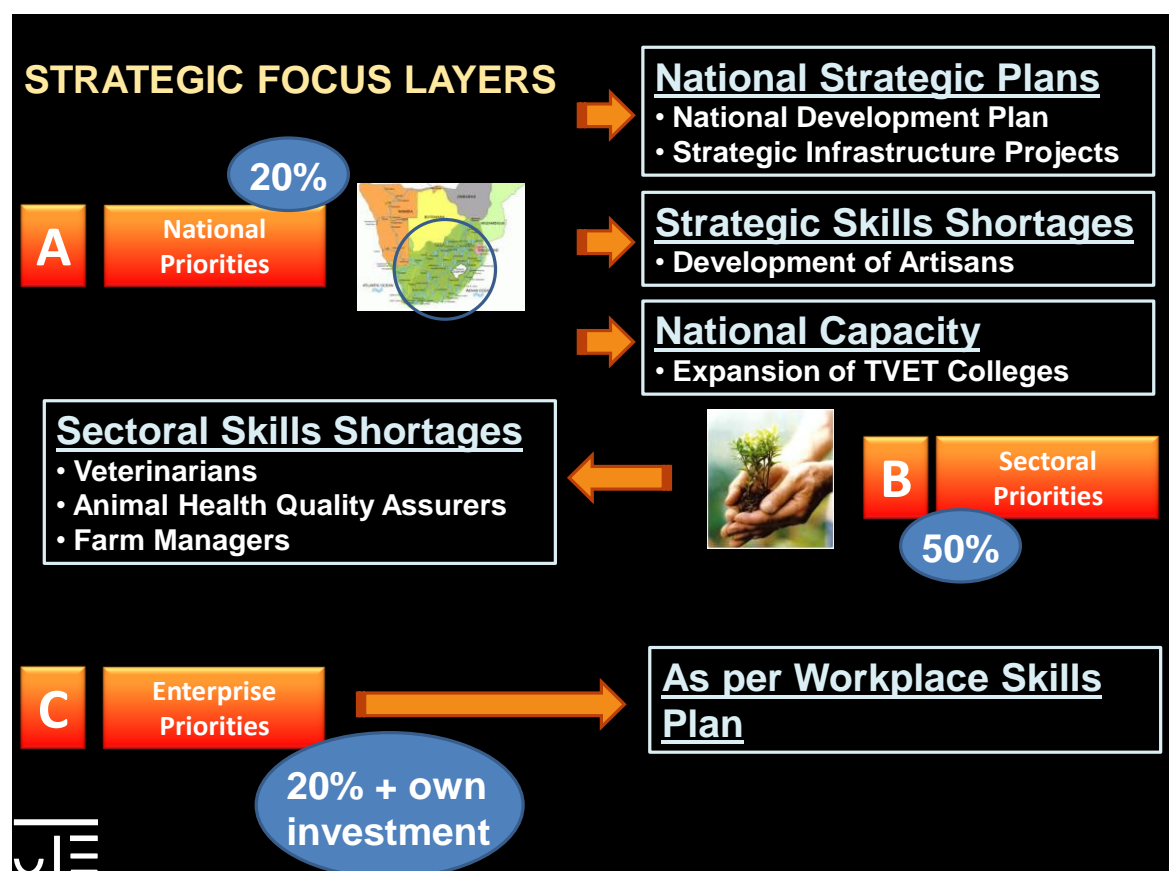 STRATEGIC FOCUS LAYERS
National Strategic Plans
• National Development Plan
• Strategic Infrastructure Projects
20%
A
National
Priorities
Strategic Skills Shortages
• Development of Artisans
National Capacity
• Expansion of TVET Colleges
Sectoral Skills Shortages
• Veterinarians
• Animal Health Quality Assurers
• Farm Managers
B
Sectoral
Priorities
50%
C
Enterprise
Priorities
As per Workplace Skills
Plan
20% + own
investment